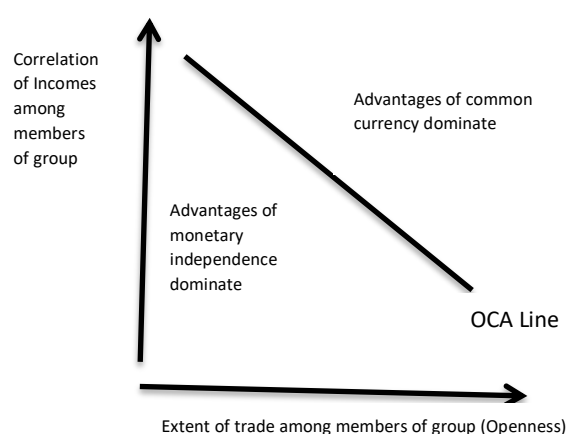 Correlation
of Incomes
among
members
of group
Advantages of common
currency dominate
Advantages of
monetary
independence
dominate
OCA Line
Extent of trade among members of group (Openness)